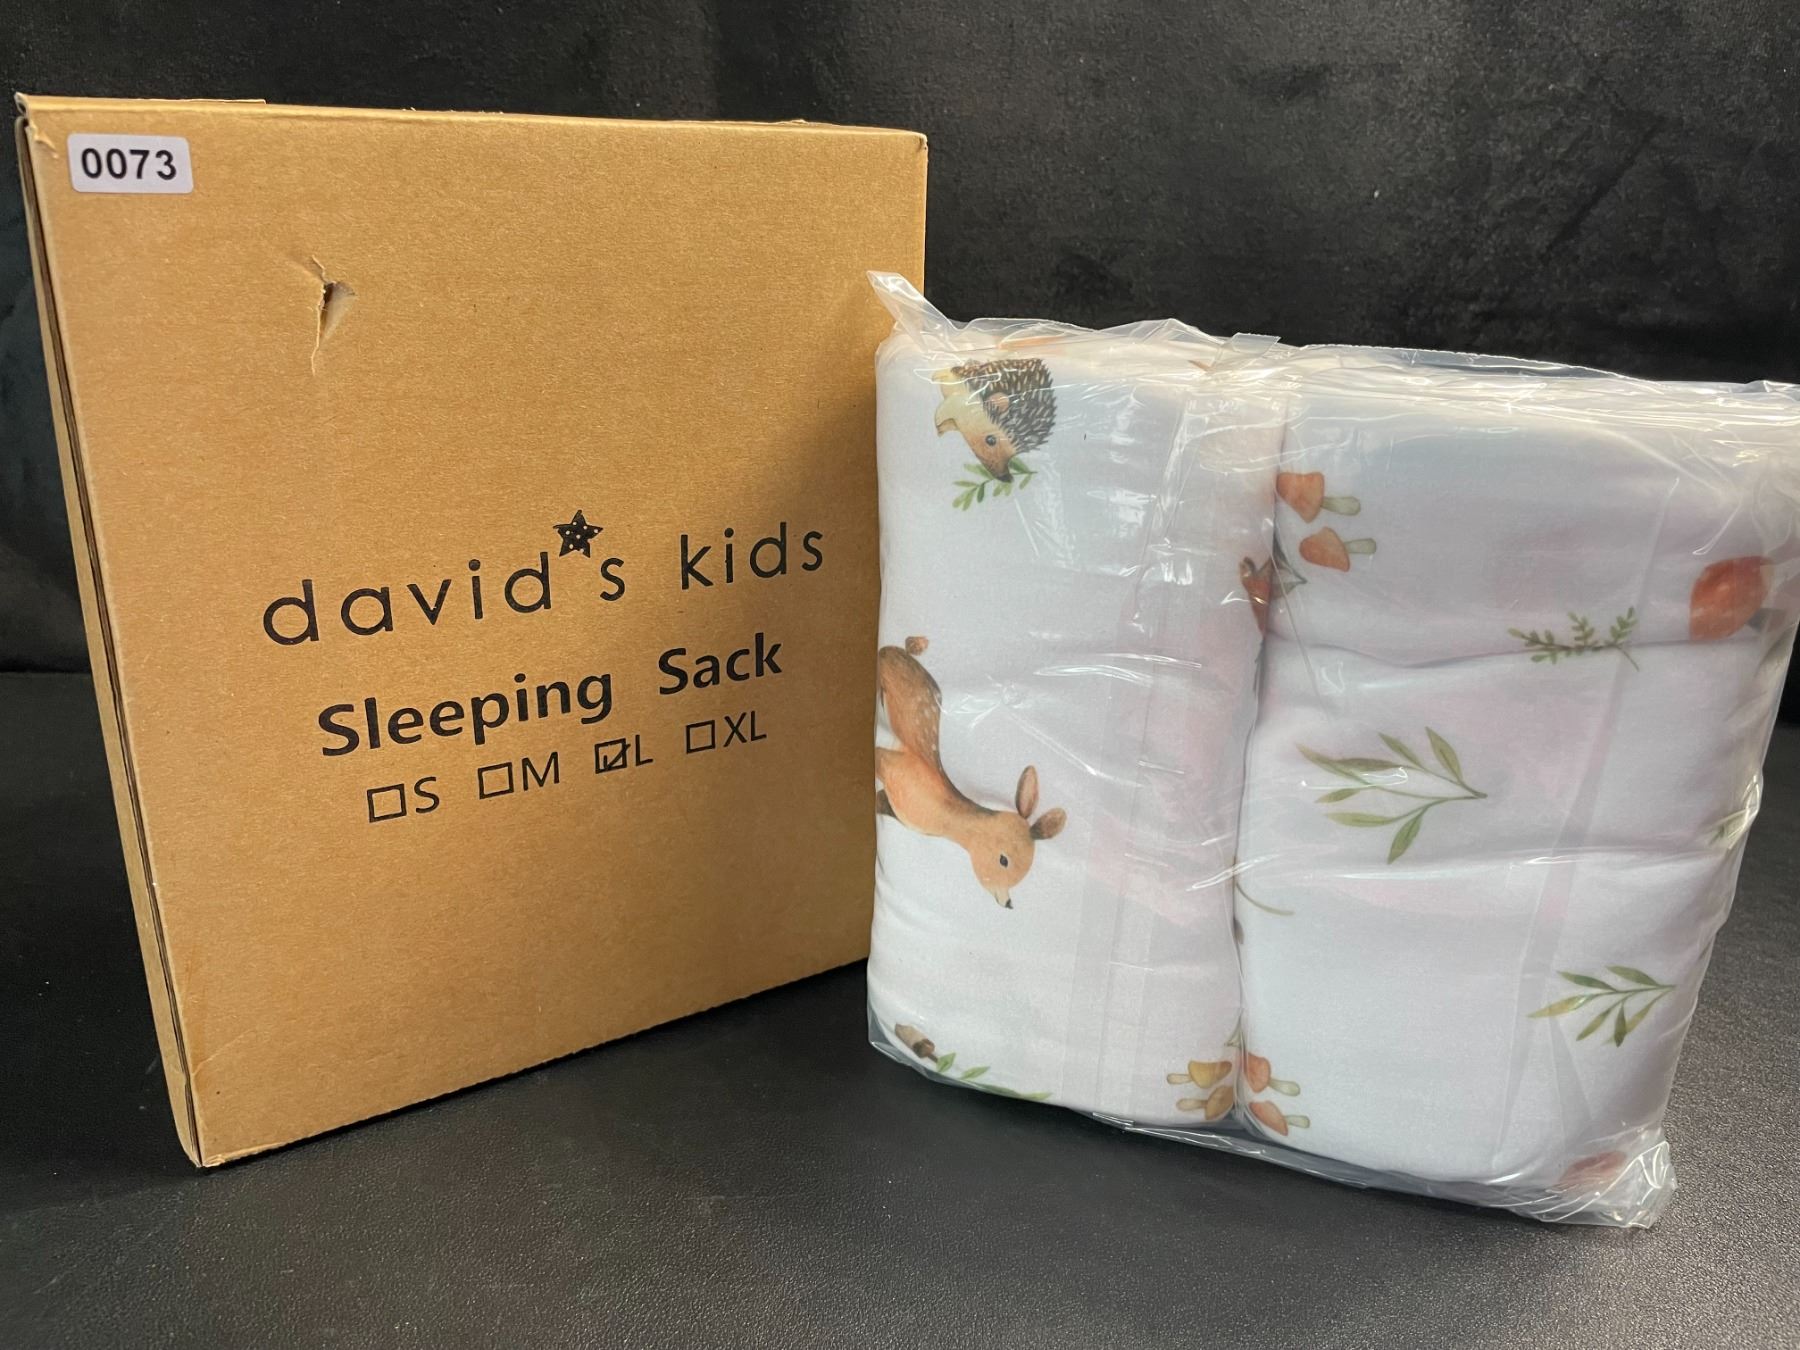 0073
david's kids
Sleeping Sack
☐S ☐M ☑L ☐XL